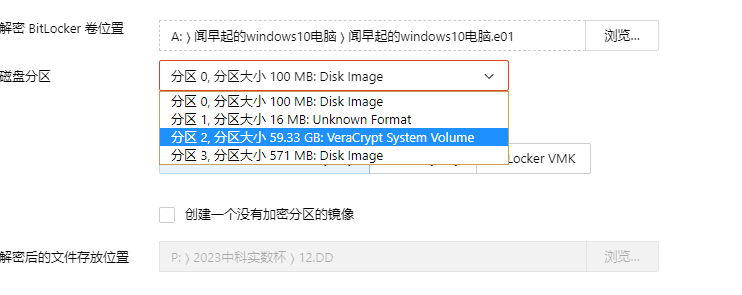 解密 BitLocker 卷位置
A: 〉闻早起的windows10电脑 〉闻早起的windows10电脑.e01
浏览...
磁盘分区
分区 0, 分区大小 100 MB: Disk Image
分区 0, 分区大小 100 MB: Disk Image
分区 1, 分区大小 16 MB: Unknown Format
分区 2, 分区大小 59.33 GB: VeraCrypt System Volume
分区 3, 分区大小 571 MB: Disk Image
Locker VMK
创建一个没有加密分区的镜像
解密后的文件存放位置
P: 〉2023中科实数杯 〉12.DD
浏览...